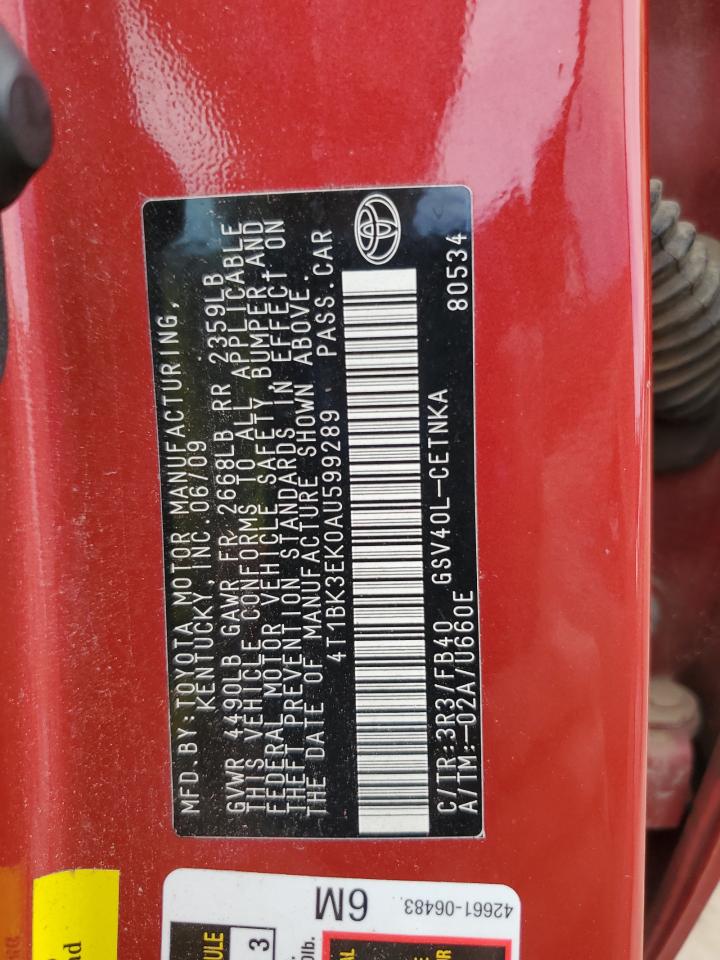 MFD.BY:TOYOTA MOTOR MANUFACTURING,
KENTUCKY, INC.06/09
GVWR 4490LB GAWR FR 2668LB RR 2359LB
THIS VEHICLE CONFORMS TO ALL APPLICABLE
FEDERAL MOTOR VEHICLE SAFETY, BUMPER,AND
THEFT PREVENTION STANDARDS IN EFFECT ON
THE DATE OF MANUFACTURE SHOWN ABOVE.
4T1BK3EK0AU599289 PASS.CAR
C/TR:3R3/FB40 GSV40L-CETNKA
A/TM:-02A/U660E 80534
6M
42661-06483
3